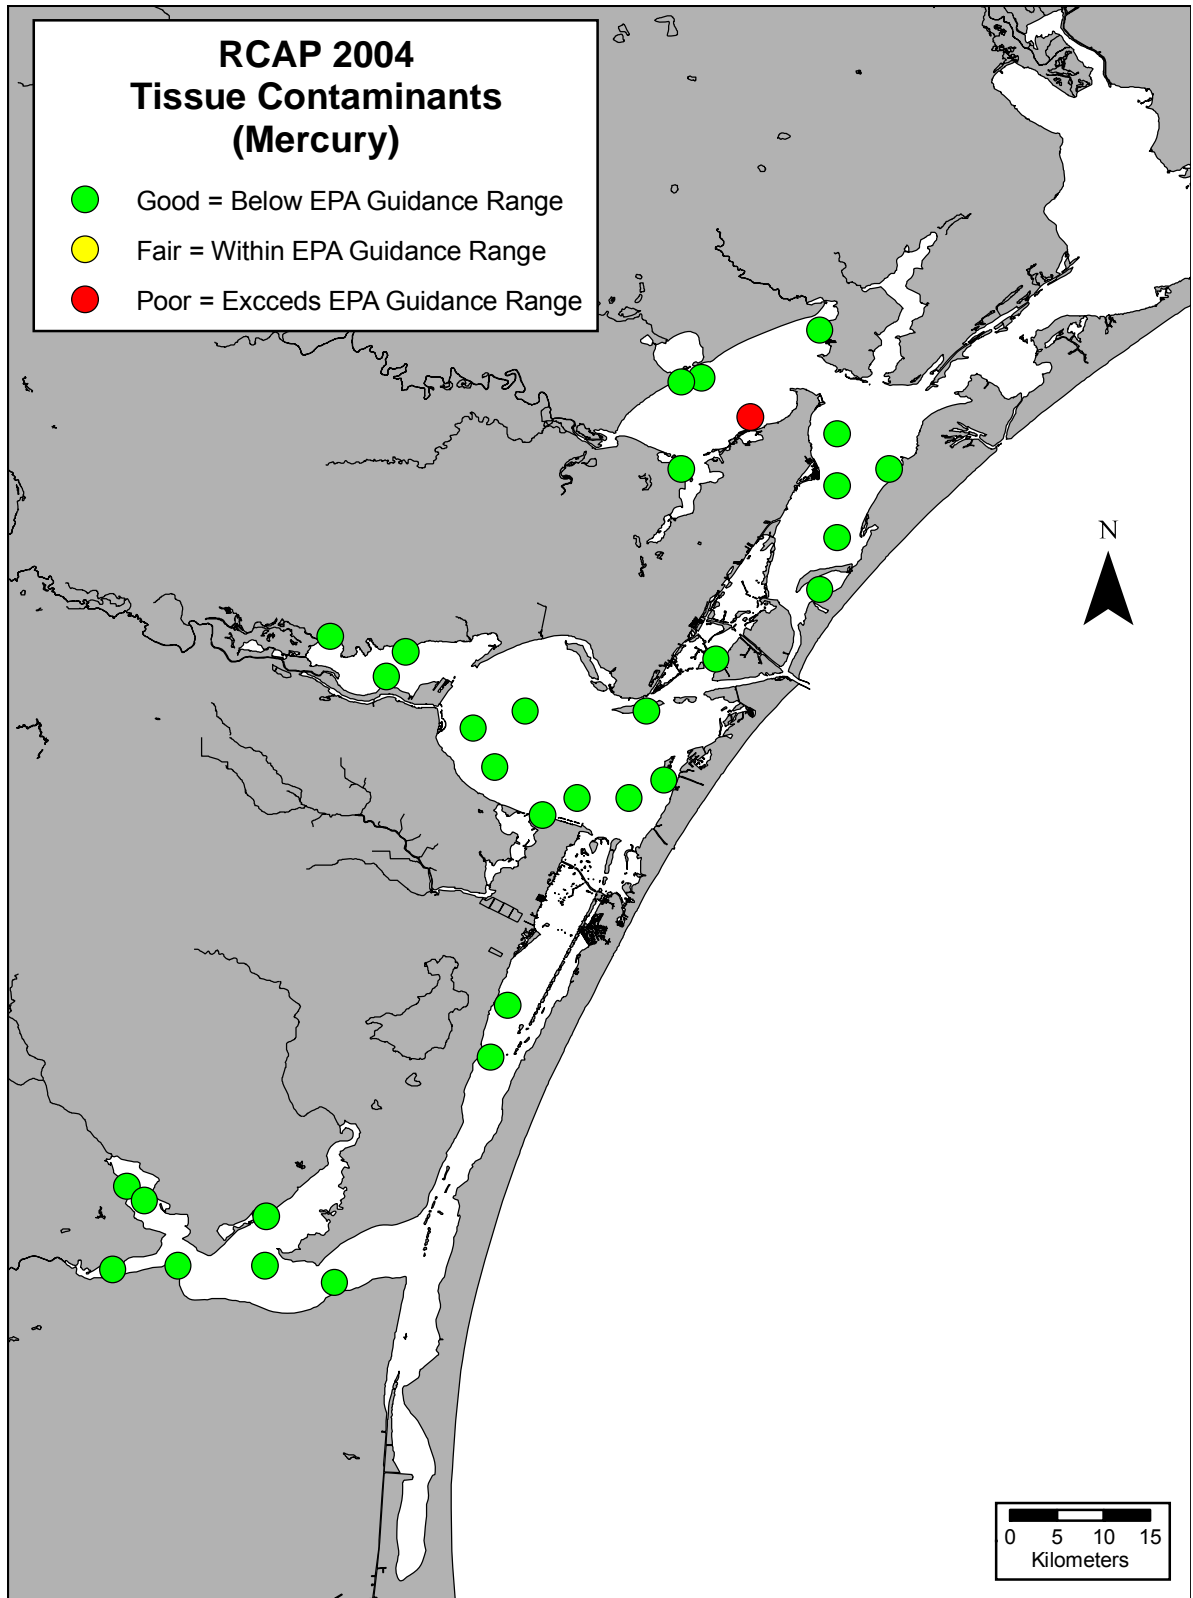 RCAP 2004
Tissue Contaminants
(Mercury)
Good = Below EPA Guidance Range
Fair = Within EPA Guidance Range
Poor = Excceds EPA Guidance Range
N
0 5 10 15
Kilometers